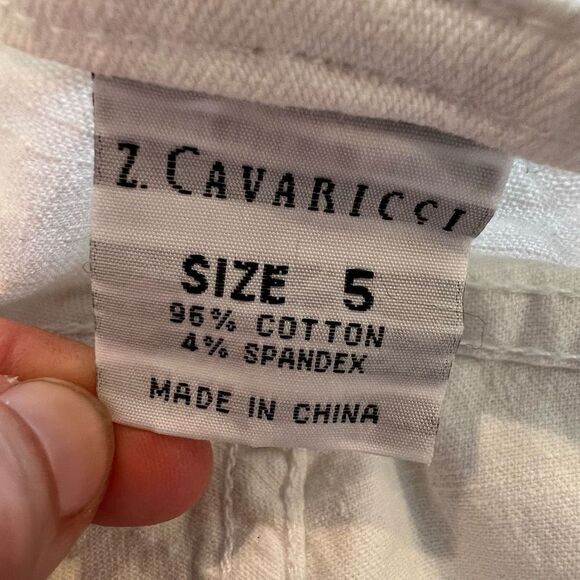 Z. CAVARICCI
SIZE 5
96% COTTON
4% SPANDEX
MADE IN CHINA